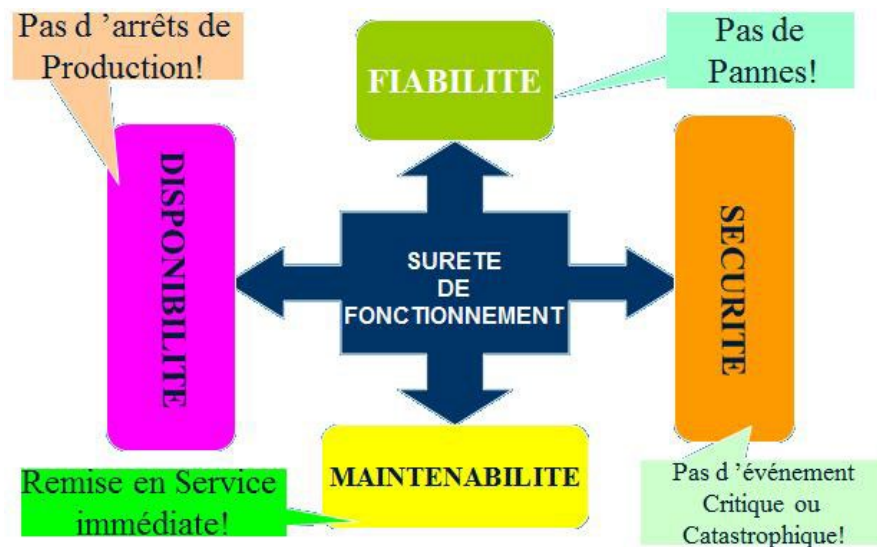 Pas d ’arrêts de
Production!
FIABILITE
Pas de
Pannes!
DISPONIBILITE
SURETE
DE
FONCTIONNEMENT
SECURITE
Remise en Service
immédiate!
MAINTENABILITE
Pas d ’événement
Critique ou
Catastrophique!